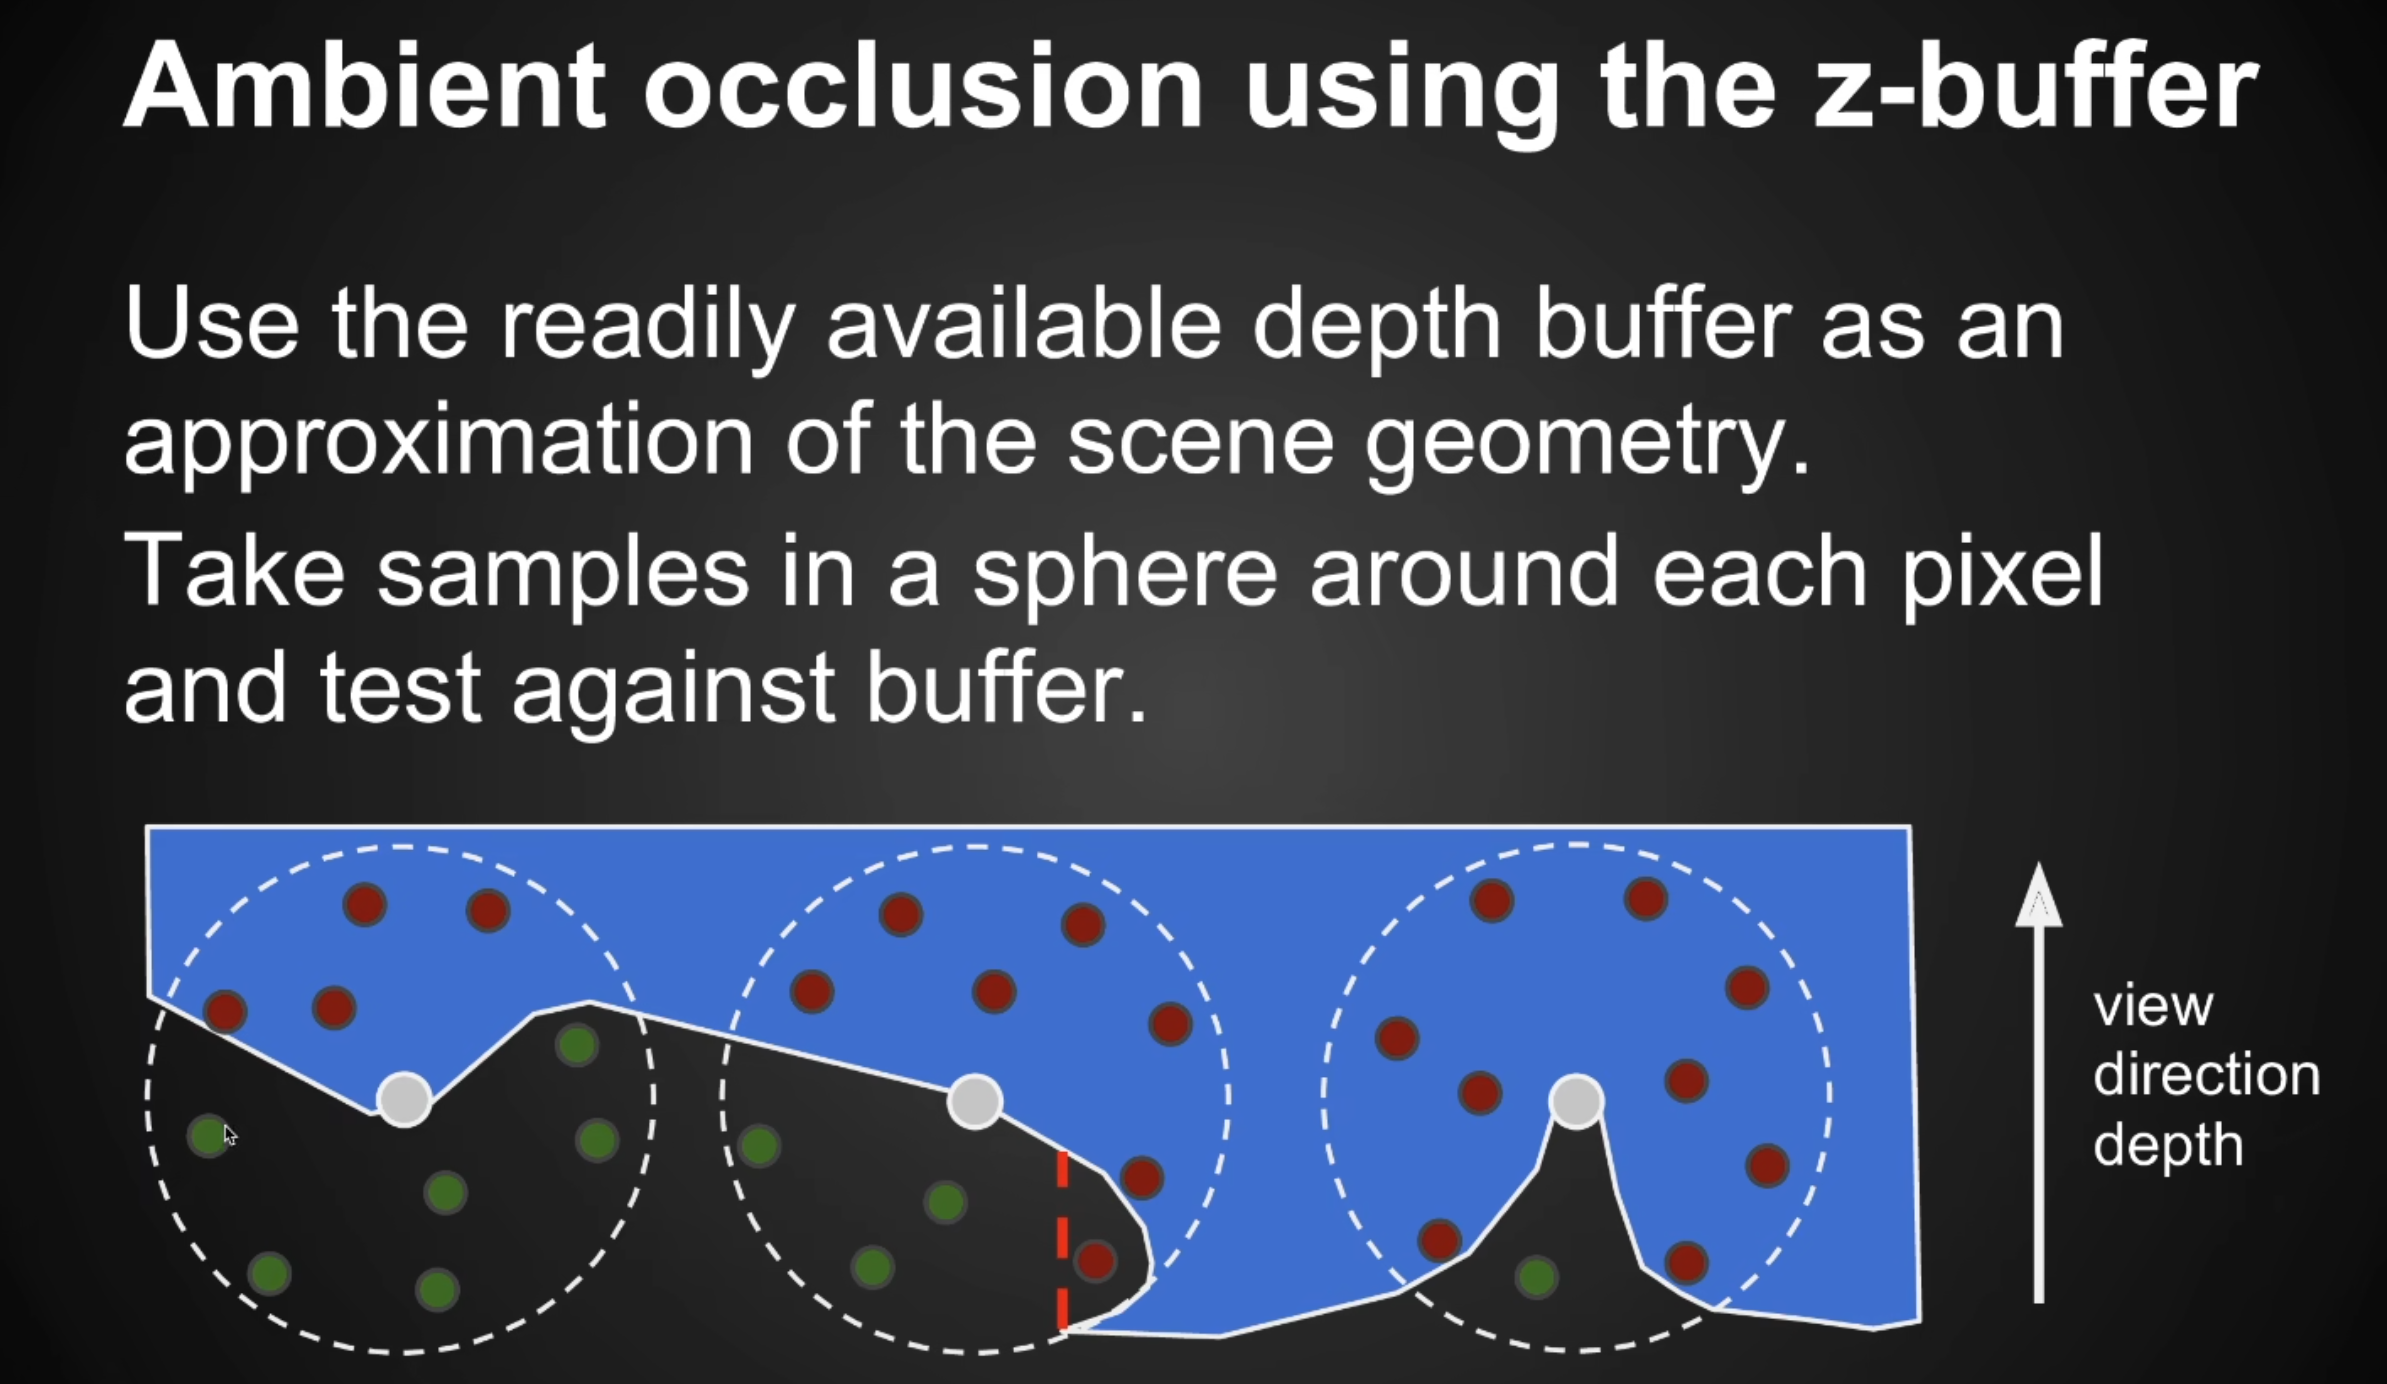 Ambient occlusion using the z-buffer
Use the readily available depth buffer as an
approximation of the scene geometry.
Take samples in a sphere around each pixel
and test against buffer.
view
direction
depth